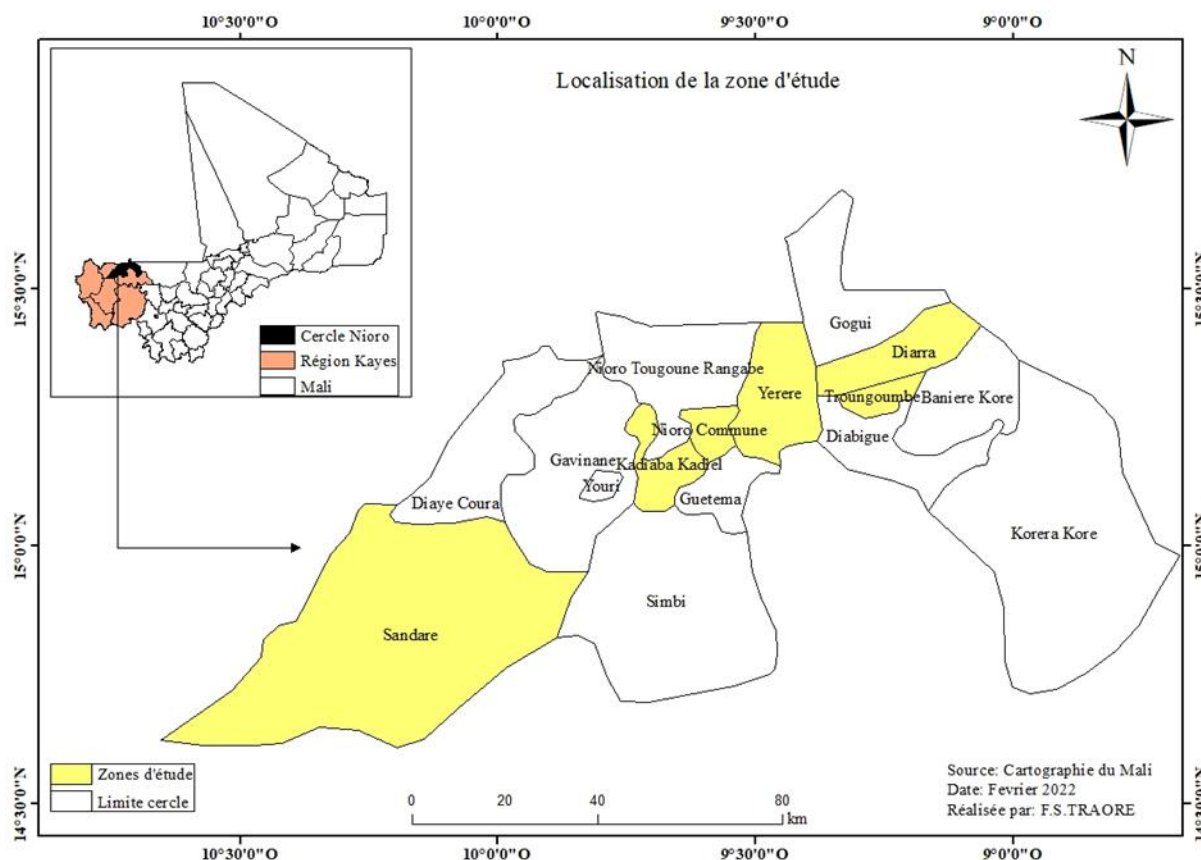 10°30'0"O 10°0'0"O 9°30'0"O 9°0'0"O
Localisation de la zone d'étude
N
15°30'0"N
15°30'0"N
Cercle Nioro
Région Kayes
Mali
Gogui
Diarra
Nioro Tougoune Rangabe
Yerere
Troungoumbe
Baniere Kore
Nioro Commune
Diabigue
Gavinane
Kadiaba Kadiel
Youri
Guetema
Diaye Coura
Korera Kore
15°0'0"N
15°0'0"N
Simbi
Sandare
Zones d'étude
Limite cercle
0 20 40 80
km
Source: Cartographie du Mali
Date: Fevrier 2022
Réalisée par: F.S.TRAORE
14°30'0"N
14°30'0"N
10°30'0"O 10°0'0"O 9°30'0"O 9°0'0"O